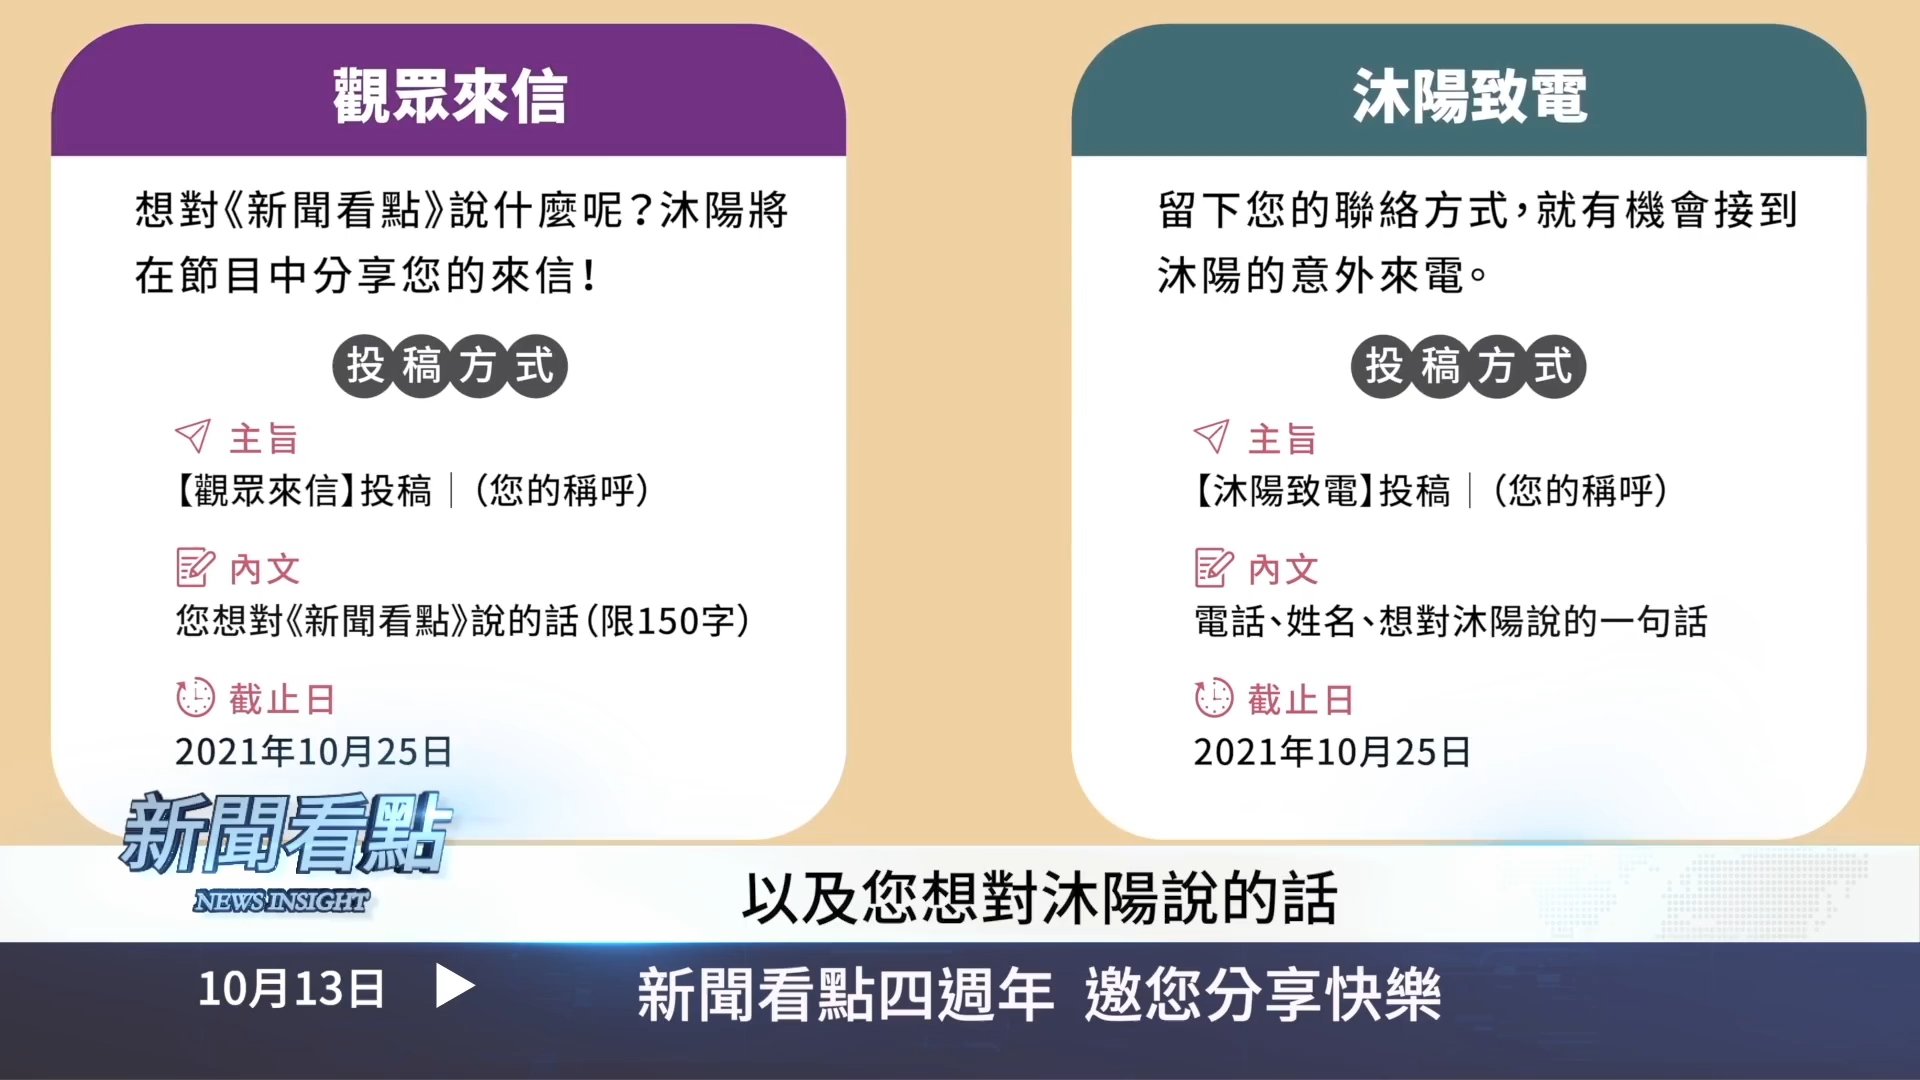 觀眾來信
想對《新聞看點》說什麼呢？沐陽將
在節目中分享您的來信！
投稿方式
主旨
【觀眾來信】投稿｜（您的稱呼）
內文
您想對《新聞看點》說的話（限150字）
截止日
2021年10月25日
沐陽致電
留下您的聯絡方式，就有機會接到
沐陽的意外來電。
投稿方式
主旨
【沐陽致電】投稿｜（您的稱呼）
內文
電話、姓名、想對沐陽說的一句話
截止日
2021年10月25日
新聞看點
NEWS INSIGHT
以及您想對沐陽說的話
10月13日
新聞看點四週年 邀您分享快樂